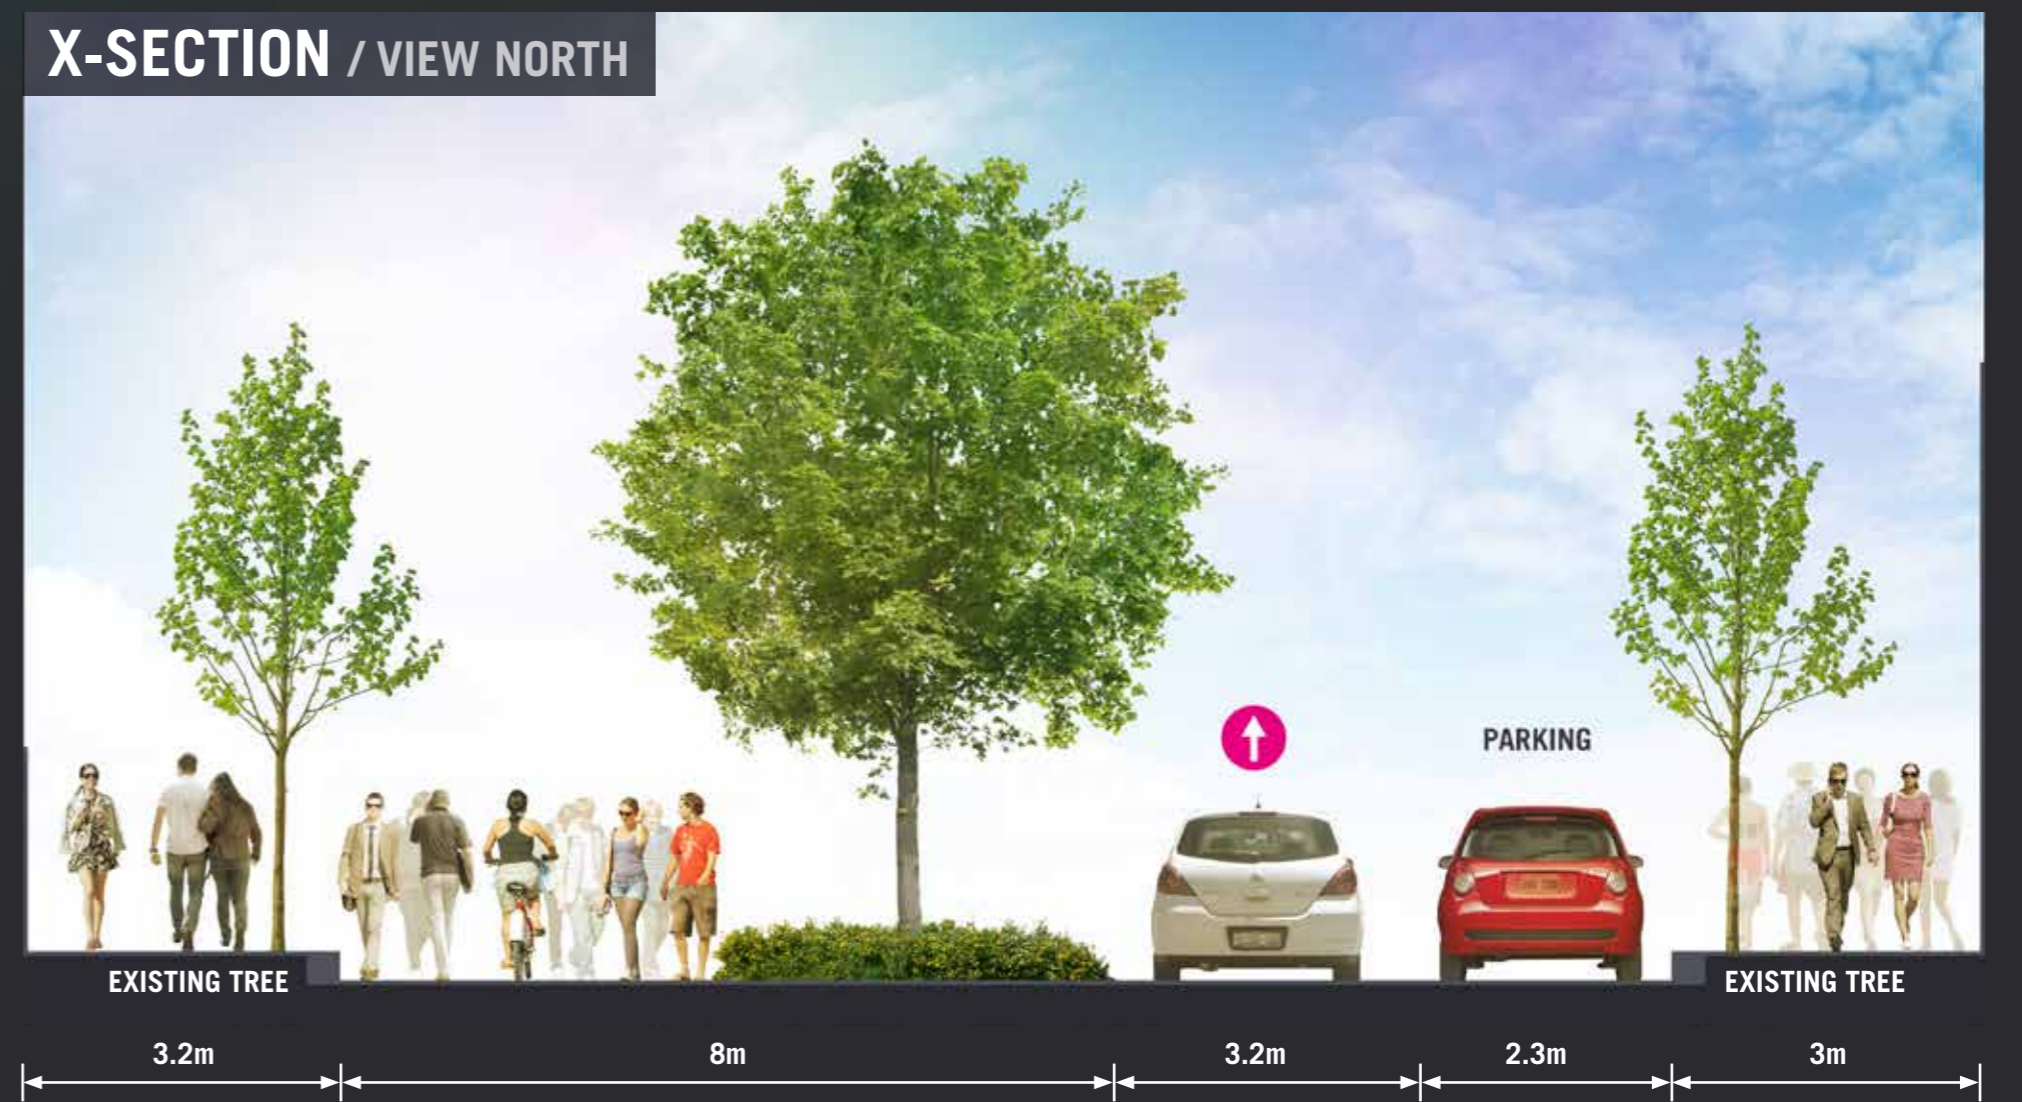 X-SECTION / VIEW NORTH
PARKING
EXISTING TREE
EXISTING TREE
3.2m
8m
3.2m
2.3m
3m